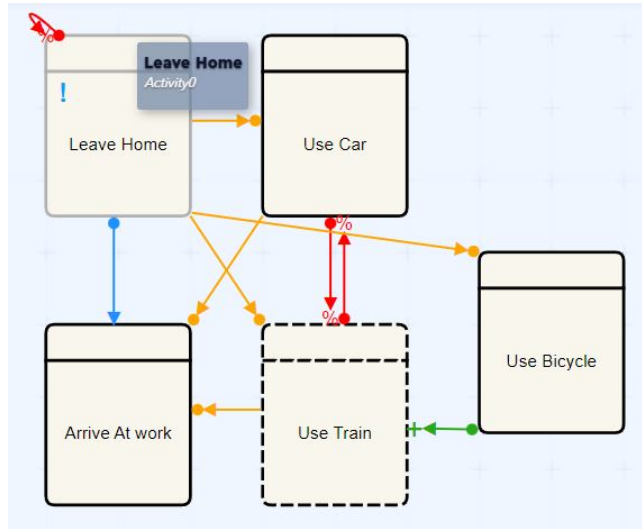 %
Leave Home
Activity0
!
Leave Home
Use Car
%
%
Use Bicycle
Arrive At work
Use Train
+